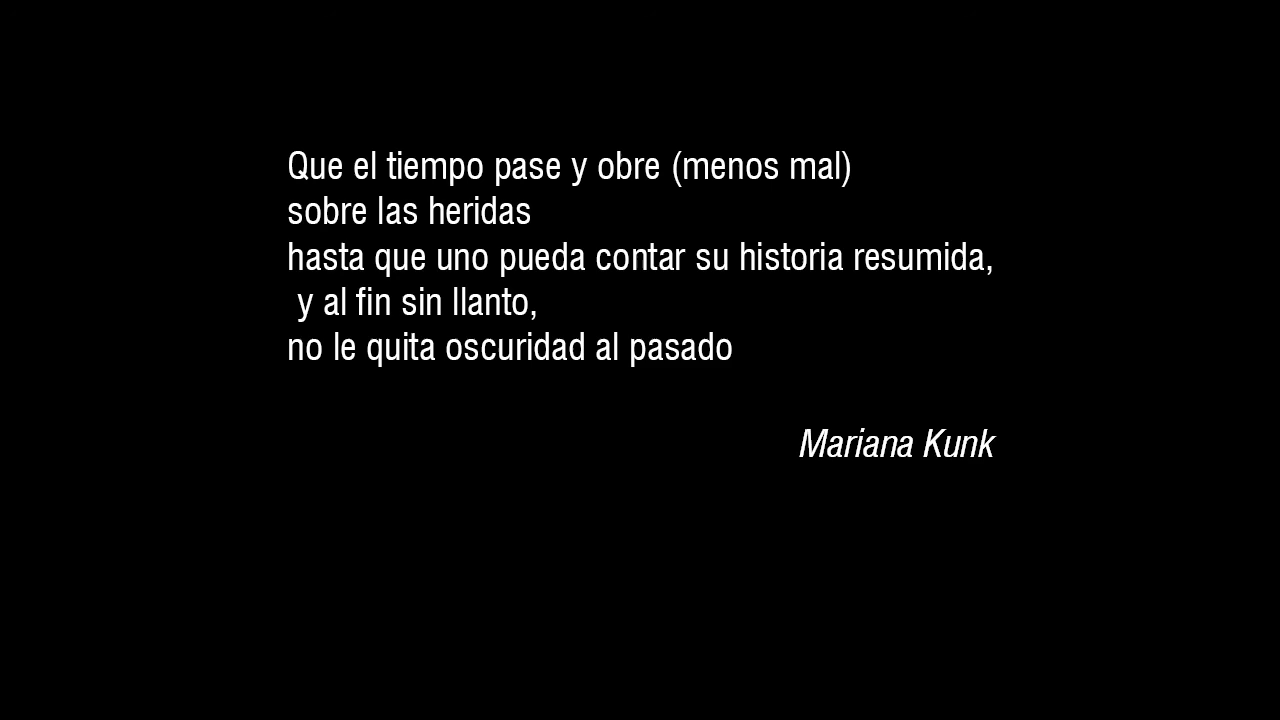 Que el tiempo pase y obre (menos mal)
sobre las heridas
hasta que uno pueda contar su historia resumida,
y al fin sin llanto,
no le quita oscuridad al pasado
Mariana Kunk